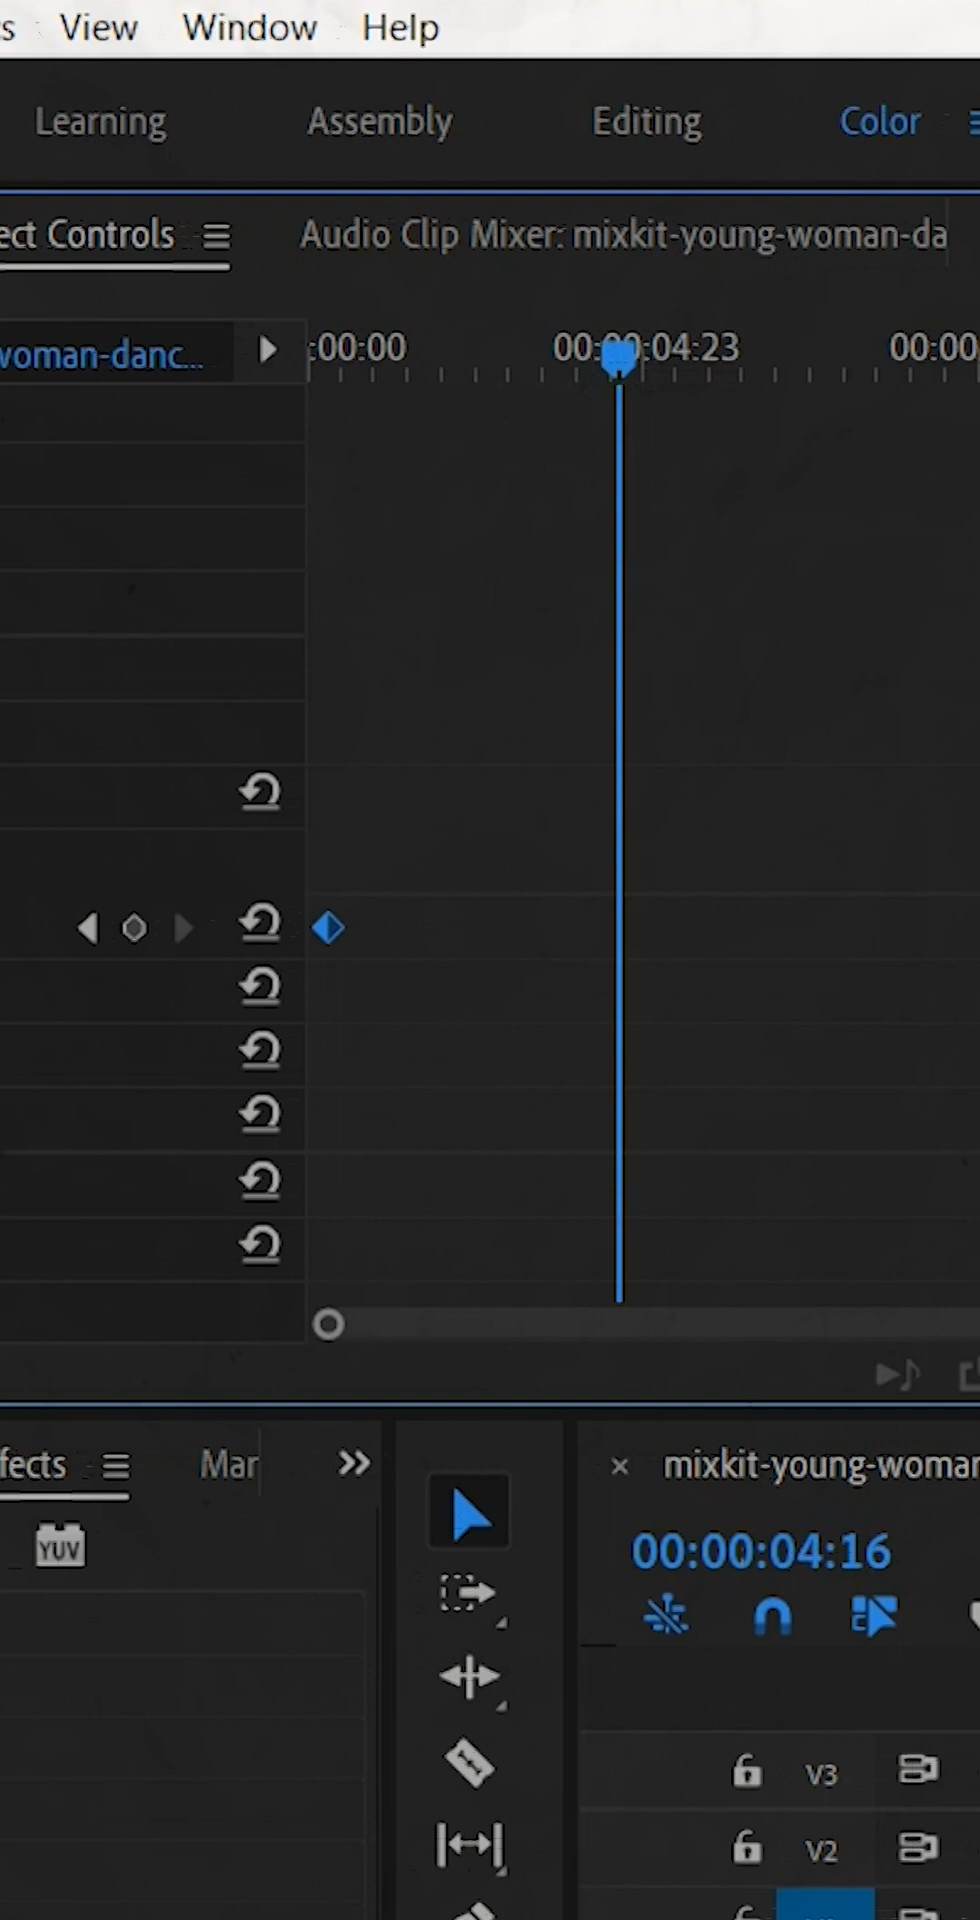 s View Window Help
Learning Assembly Editing Color
ect Controls Audio Clip Mixer: mixkit-young-woman-da
woman-danc... :00:00 00:00:04:23 00:00
ffects Mar mixkit-young-woman
YUV
00:00:04:16
V3
V2